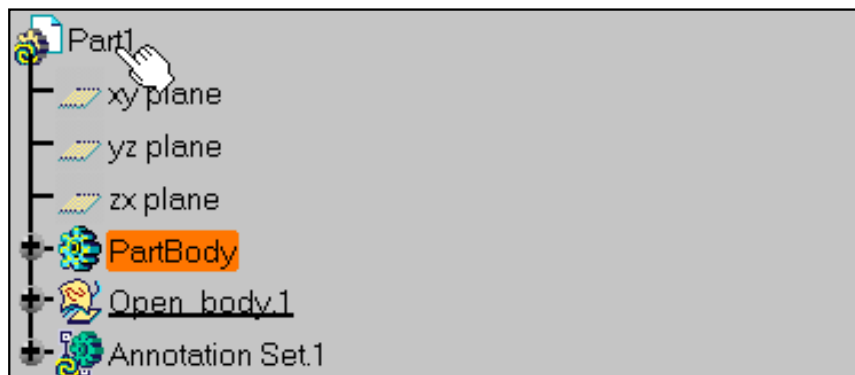 Part1
xy plane
yz plane
zx plane
PartBody
Open_body.1
Annotation Set.1